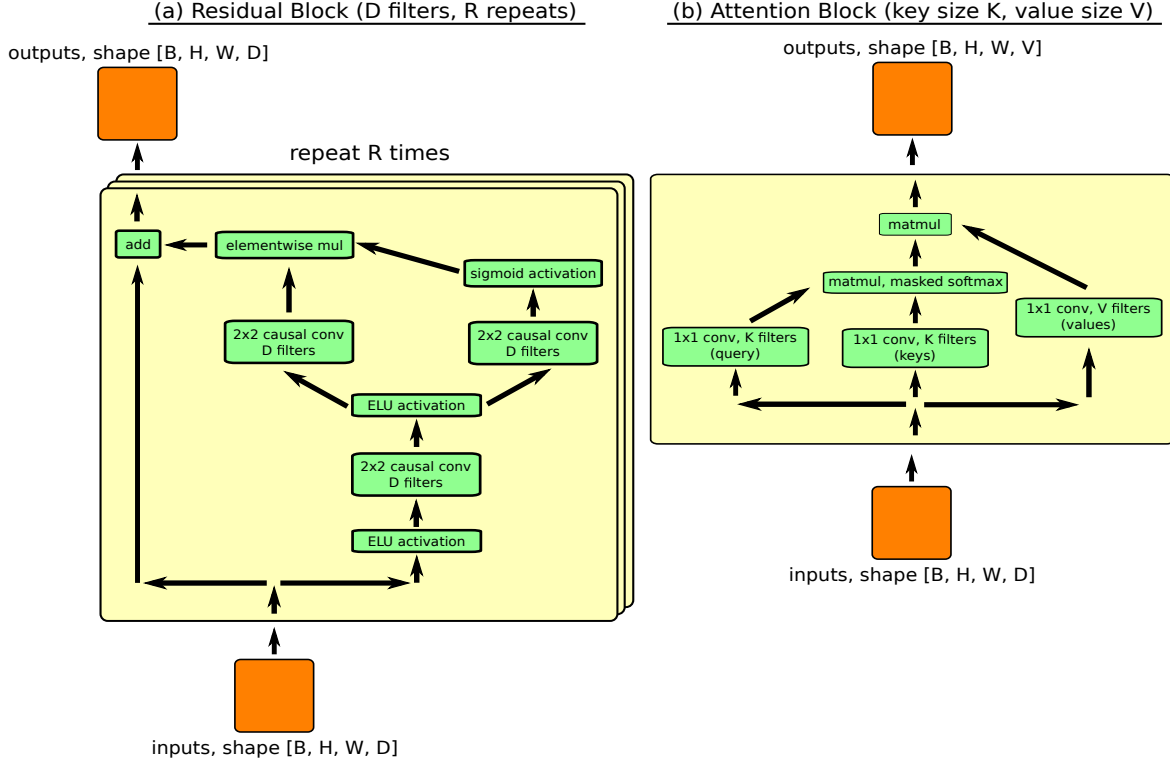 (a) Residual Block (D filters, R repeats)
outputs, shape [B, H, W, D]
repeat R times
add
elementwise mul
sigmoid activation
2x2 causal conv
D filters
2x2 causal conv
D filters
ELU activation
2x2 causal conv
D filters
ELU activation
inputs, shape [B, H, W, D]
(b) Attention Block (key size K, value size V)
outputs, shape [B, H, W, V]
matmul
matmul, masked softmax
1x1 conv, K filters
(query)
1x1 conv, K filters
(keys)
1x1 conv, V filters
(values)
inputs, shape [B, H, W, D]